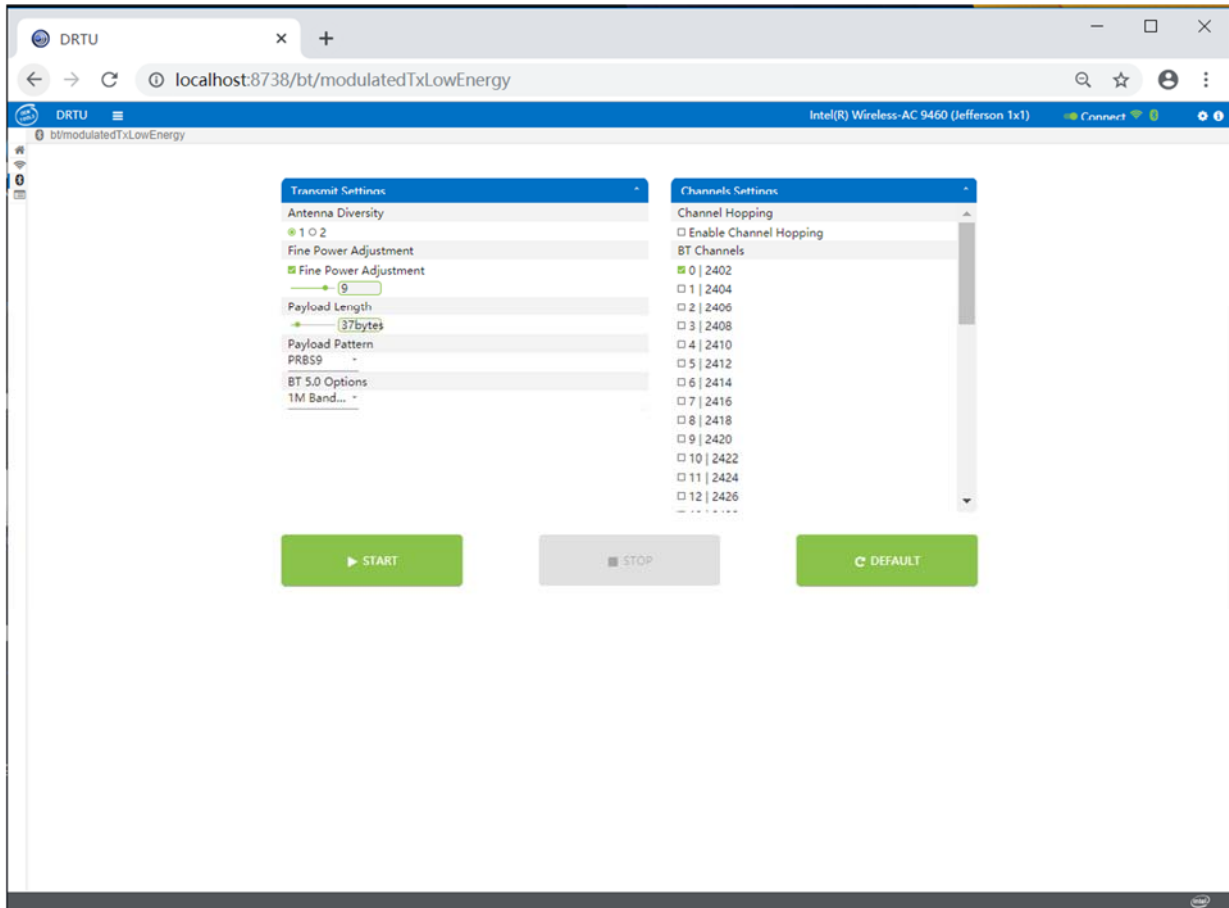 DRTU
localhost:8738/bt/modulatedTxLowEnergy
DRTU
Intel(R) Wireless-AC 9460 (Jefferson 1x1)
Connect
bt/modulatedTxLowEnergy
Transmit Settings
Antenna Diversity
1 2
Fine Power Adjustment
Fine Power Adjustment
9
Payload Length
37bytes
Payload Pattern
PRBS9
BT 5.0 Options
1M Band...
Channels Settings
Channel Hopping
Enable Channel Hopping
BT Channels
0 | 2402
1 | 2404
2 | 2406
3 | 2408
4 | 2410
5 | 2412
6 | 2414
7 | 2416
8 | 2418
9 | 2420
10 | 2422
11 | 2424
12 | 2426
START
STOP
DEFAULT